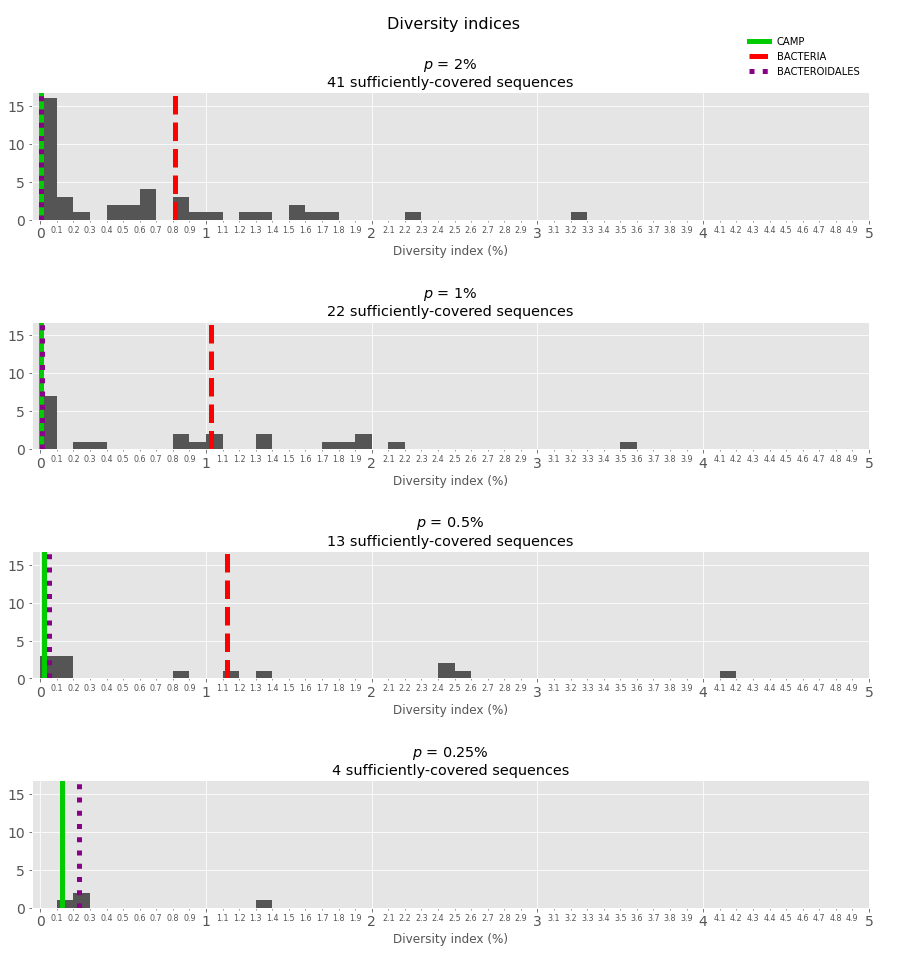 Diversity indices
CAMP
BACTERIA
BACTEROIDALES
p = 2%
41 sufficiently-covered sequences
15
10
5
0
0 0.1 0.2 0.3 0.4 0.5 0.6 0.7 0.8 0.9 1 1.1 1.2 1.3 1.4 1.5 1.6 1.7 1.8 1.9 2 2.1 2.2 2.3 2.4 2.5 2.6 2.7 2.8 2.9 3 3.1 3.2 3.3 3.4 3.5 3.6 3.7 3.8 3.9 4 4.1 4.2 4.3 4.4 4.5 4.6 4.7 4.8 4.9 5
Diversity index (%)
p = 1%
22 sufficiently-covered sequences
15
10
5
0
0 0.1 0.2 0.3 0.4 0.5 0.6 0.7 0.8 0.9 1 1.1 1.2 1.3 1.4 1.5 1.6 1.7 1.8 1.9 2 2.1 2.2 2.3 2.4 2.5 2.6 2.7 2.8 2.9 3 3.1 3.2 3.3 3.4 3.5 3.6 3.7 3.8 3.9 4 4.1 4.2 4.3 4.4 4.5 4.6 4.7 4.8 4.9 5
Diversity index (%)
p = 0.5%
13 sufficiently-covered sequences
15
10
5
0
0 0.1 0.2 0.3 0.4 0.5 0.6 0.7 0.8 0.9 1 1.1 1.2 1.3 1.4 1.5 1.6 1.7 1.8 1.9 2 2.1 2.2 2.3 2.4 2.5 2.6 2.7 2.8 2.9 3 3.1 3.2 3.3 3.4 3.5 3.6 3.7 3.8 3.9 4 4.1 4.2 4.3 4.4 4.5 4.6 4.7 4.8 4.9 5
Diversity index (%)
p = 0.25%
4 sufficiently-covered sequences
15
10
5
0
0 0.1 0.2 0.3 0.4 0.5 0.6 0.7 0.8 0.9 1 1.1 1.2 1.3 1.4 1.5 1.6 1.7 1.8 1.9 2 2.1 2.2 2.3 2.4 2.5 2.6 2.7 2.8 2.9 3 3.1 3.2 3.3 3.4 3.5 3.6 3.7 3.8 3.9 4 4.1 4.2 4.3 4.4 4.5 4.6 4.7 4.8 4.9 5
Diversity index (%)